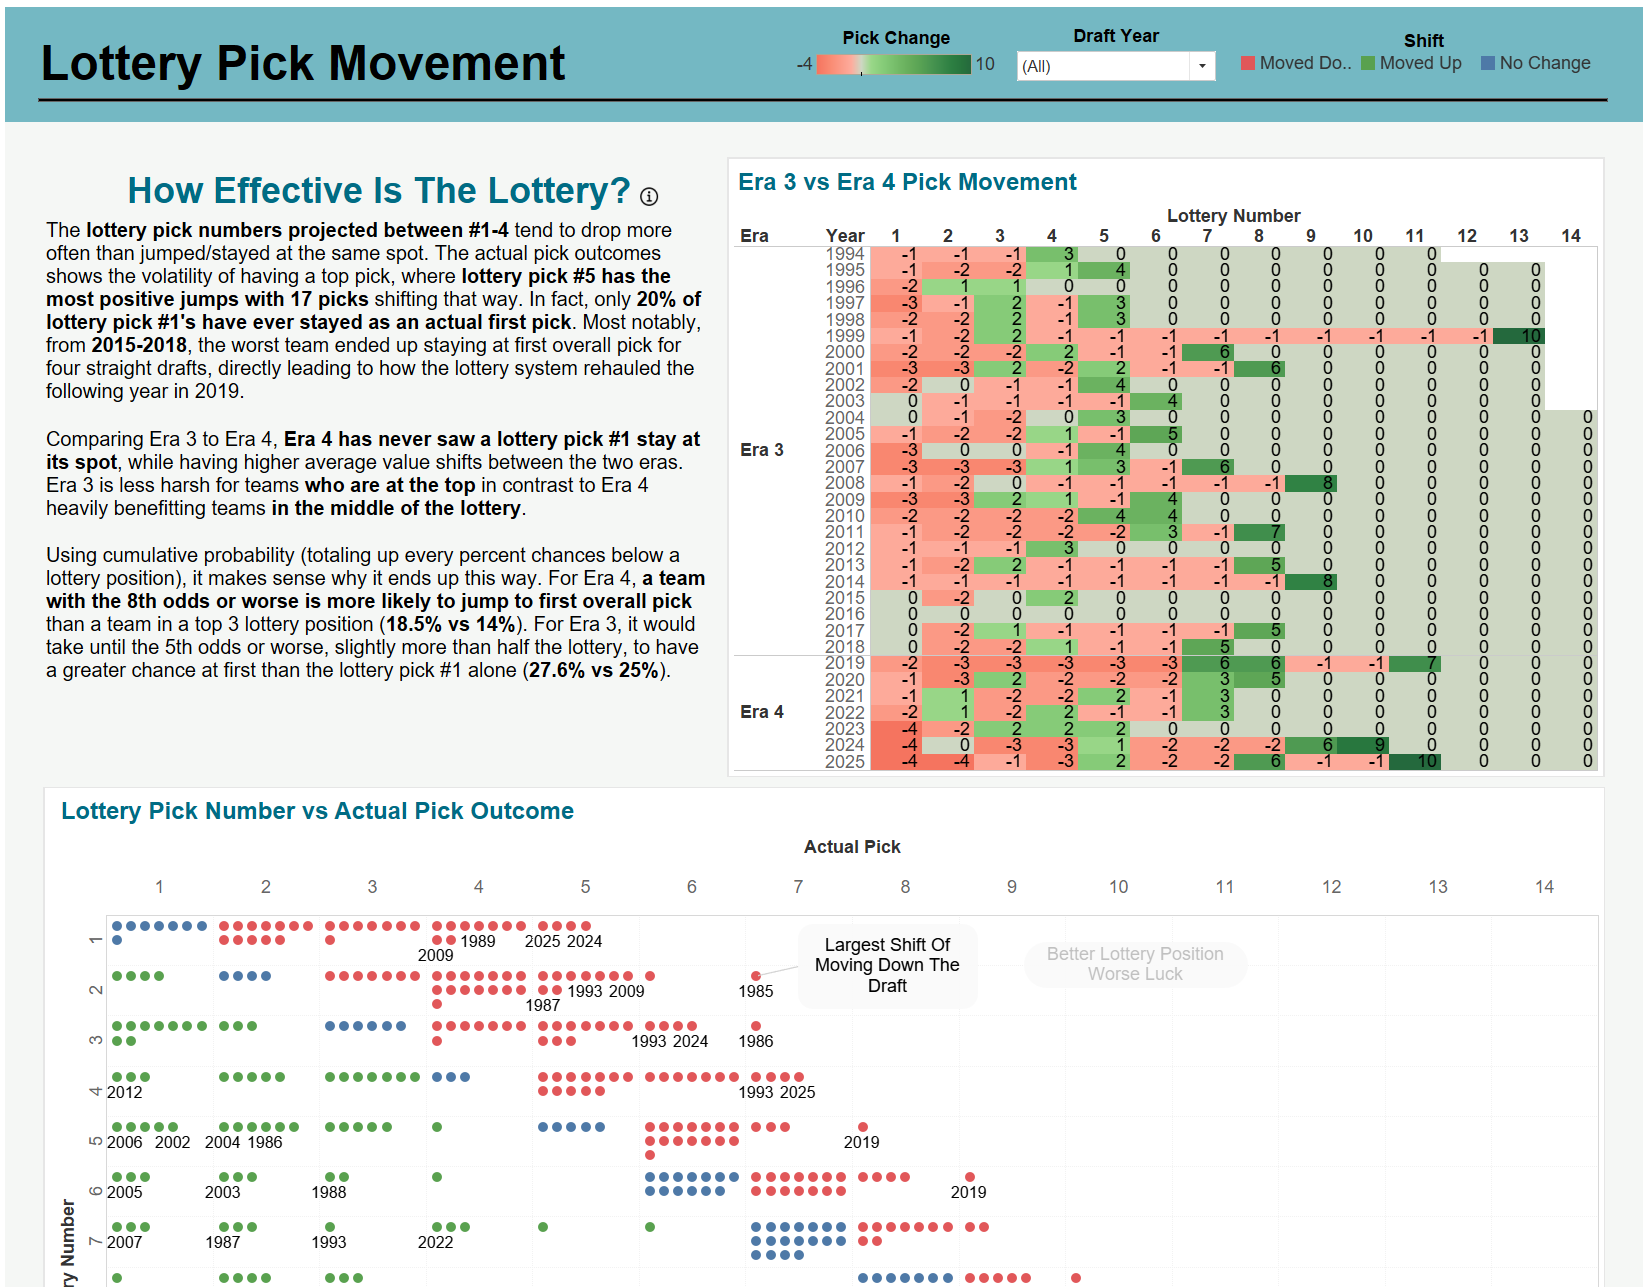 Lottery Pick Movement
Pick Change
-4 10
Draft Year
(All)
Shift
Moved Do.. Moved Up No Change
How Effective Is The Lottery?
The lottery pick numbers projected between #1-4 tend to drop more
often than jumped/stayed at the same spot. The actual pick outcomes
shows the volatility of having a top pick, where lottery pick #5 has the
most positive jumps with 17 picks shifting that way. In fact, only 20% of
lottery pick #1's have ever stayed as an actual first pick. Most notably,
from 2015-2018, the worst team ended up staying at first overall pick for
four straight drafts, directly leading to how the lottery system rehauled the
following year in 2019.
Comparing Era 3 to Era 4, Era 4 has never saw a lottery pick #1 stay at
its spot, while having higher average value shifts between the two eras.
Era 3 is less harsh for teams who are at the top in contrast to Era 4
heavily benefitting teams in the middle of the lottery.
Using cumulative probability (totaling up every percent chances below a
lottery position), it makes sense why it ends up this way. For Era 4, a team
with the 8th odds or worse is more likely to jump to first overall pick
than a team in a top 3 lottery position (18.5% vs 14%). For Era 3, it would
take until the 5th odds or worse, slightly more than half the lottery, to have
a greater chance at first than the lottery pick #1 alone (27.6% vs 25%).
Era 3 vs Era 4 Pick Movement
Lottery Number
Era Year 1 2 3 4 5 6 7 8 9 10 11 12 13 14
Era 3
1994 -1 -1 -1 3 0 0 0 0 0 0 0
1995 -1 -2 -2 1 4 0 0 0 0 0 0 0 0
1996 -2 1 1 0 0 0 0 0 0 0 0 0 0
1997 -3 -1 2 -1 3 0 0 0 0 0 0 0 0
1998 -2 -2 2 -1 3 0 0 0 0 0 0 0 0
1999 -1 -2 2 -1 -1 -1 -1 -1 -1 -1 -1 -1 10
2000 -2 -2 -2 2 -1 -1 6 0 0 0 0 0 0
2001 -3 -3 2 -2 2 -1 -1 6 0 0 0 0 0
2002 -2 0 -1 -1 4 0 0 0 0 0 0 0 0
2003 0 -1 -1 -1 -1 4 0 0 0 0 0 0 0
2004 0 -1 -2 0 3 0 0 0 0 0 0 0 0 0
2005 -1 -2 -2 1 -1 5 0 0 0 0 0 0 0 0
2006 -3 0 0 -1 4 0 0 0 0 0 0 0 0 0
2007 -3 -3 -3 1 3 -1 6 0 0 0 0 0 0 0
2008 -1 -2 0 -1 -1 -1 -1 -1 8 0 0 0 0 0
2009 -3 -3 2 1 -1 4 0 0 0 0 0 0 0 0
2010 -2 -2 -2 -2 4 4 0 0 0 0 0 0 0 0
2011 -1 -2 -2 -2 -2 3 -1 7 0 0 0 0 0 0
2012 -1 -1 -1 3 0 0 0 0 0 0 0 0 0 0
2013 -1 -2 2 -1 -1 -1 -1 5 0 0 0 0 0 0
2014 -1 -1 -1 -1 -1 -1 -1 -1 8 0 0 0 0 0
2015 0 -2 0 2 0 0 0 0 0 0 0 0 0 0
2016 0 0 0 0 0 0 0 0 0 0 0 0 0 0
2017 0 -2 1 -1 -1 -1 -1 5 0 0 0 0 0 0
2018 0 -2 -2 1 -1 -1 5 0 0 0 0 0 0 0
Era 4
2019 -2 -3 -3 -3 -3 -3 6 6 -1 -1 7 0 0 0
2020 -1 -3 2 -2 -2 -2 3 5 0 0 0 0 0 0
2021 -1 1 -2 -2 2 -1 3 0 0 0 0 0 0 0
2022 -2 1 -2 2 -1 -1 3 0 0 0 0 0 0 0
2023 -4 -2 2 2 2 0 0 0 0 0 0 0 0 0
2024 -4 0 -3 -3 1 -2 -2 -2 6 9 0 0 0 0
2025 -4 -4 -1 -3 2 -2 -2 6 -1 -1 10 0 0 0
Lottery Pick Number vs Actual Pick Outcome
Actual Pick
1 2 3 4 5 6 7 8 9 10 11 12 13 14
1
1989 2025 2024
2009
Largest Shift Of
Moving Down The
Draft
Better Lottery Position
Worse Luck
2
1993 2009 1985
1987
3
1993 2024 1986
4
2012 1993 2025
5
2006 2002 2004 1986 2019
6
2005 2003 1988 2019
7
2007 1987 1993 2022
ry Number